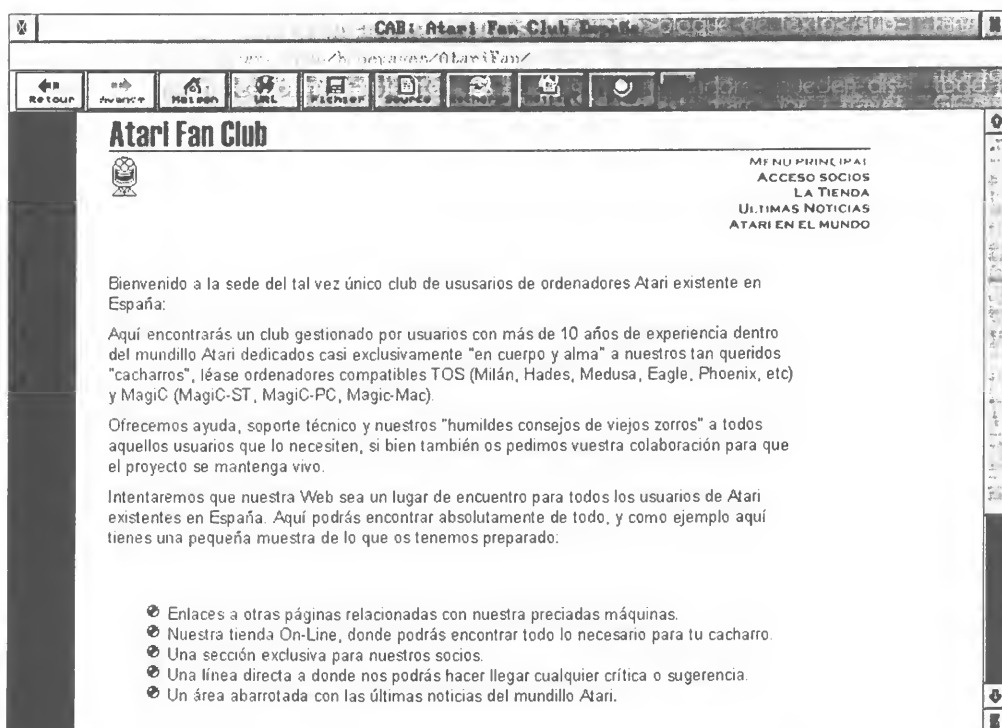 CAB: Atari Fan Club España
Retour
Avance
Maison
URL
Fichier
Source
Atari Fan Club
MENU PRINCIPAL
ACCESO SOCIOS
LA TIENDA
ULTIMAS NOTICIAS
ATARI EN EL MUNDO
Bienvenido a la sede del tal vez único club de ususarios de ordenadores Atari existente en
España:
Aquí encontrarás un club gestionado por usuarios con más de 10 años de experiencia dentro
del mundillo Atari dedicados casi exclusivamente "en cuerpo y alma" a nuestros tan queridos
"cacharros", léase ordenadores compatibles TOS (Milán, Hades, Medusa, Eagle, Phoenix, etc)
y MagiC (MagiC-ST, MagiC-PC, Magic-Mac).
Ofrecemos ayuda, soporte técnico y nuestros "humildes consejos de viejos zorros" a todos
aquellos usuarios que lo necesiten, si bien también os pedimos vuestra colaboración para que
el proyecto se mantenga vivo.
Intentaremos que nuestra Web sea un lugar de encuentro para todos los usuarios de Atari
existentes en España. Aquí podrás encontrar absolutamente de todo, y como ejemplo aquí
tienes una pequeña muestra de lo que os tenemos preparado:
Enlaces a otras páginas relacionadas con nuestra preciadas máquinas.
Nuestra tienda On-Line, donde podrás encontrar todo lo necesario para tu cacharro.
Una sección exclusiva para nuestros socios.
Una línea directa a donde nos podrás hacer llegar cualquier crítica o sugerencia.
Un área abarrotada con las últimas noticias del mundillo Atari.